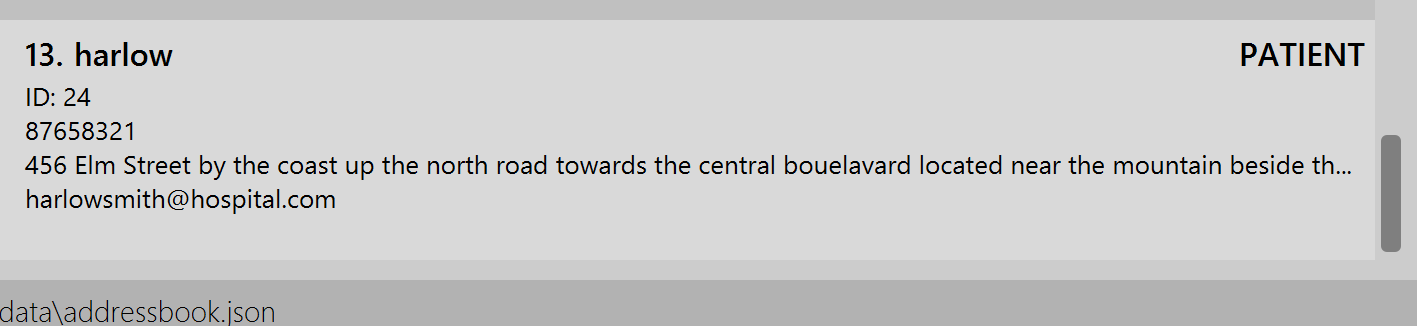 13. harlow PATIENT
ID: 24
87658321
456 Elm Street by the coast up the north road towards the central bouelavard located near the mountain beside th...
harlowsmith@hospital.com
data\addressbook.json